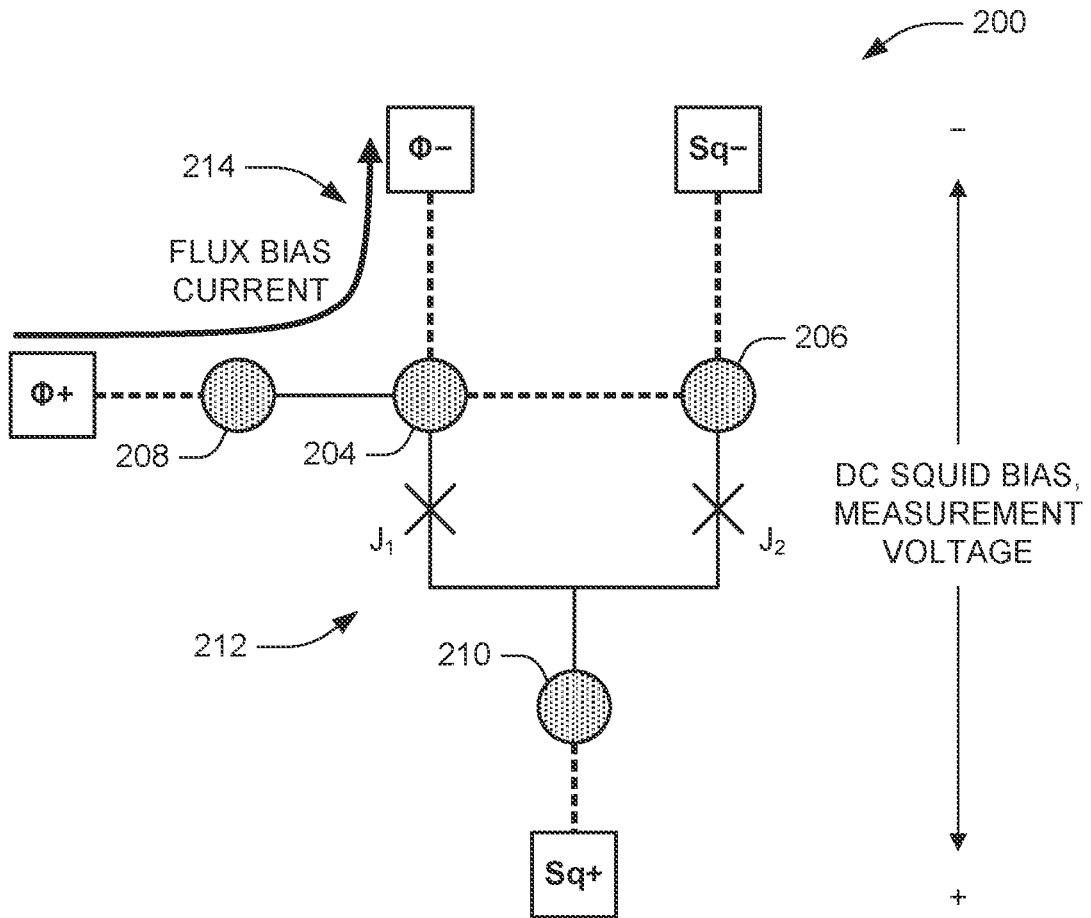 200
Φ−
Sq−
−
214
FLUX BIAS
CURRENT
206
Φ+
208
204
J₁
J₂
DC SQUID BIAS,
MEASUREMENT
VOLTAGE
212
210
Sq+
+